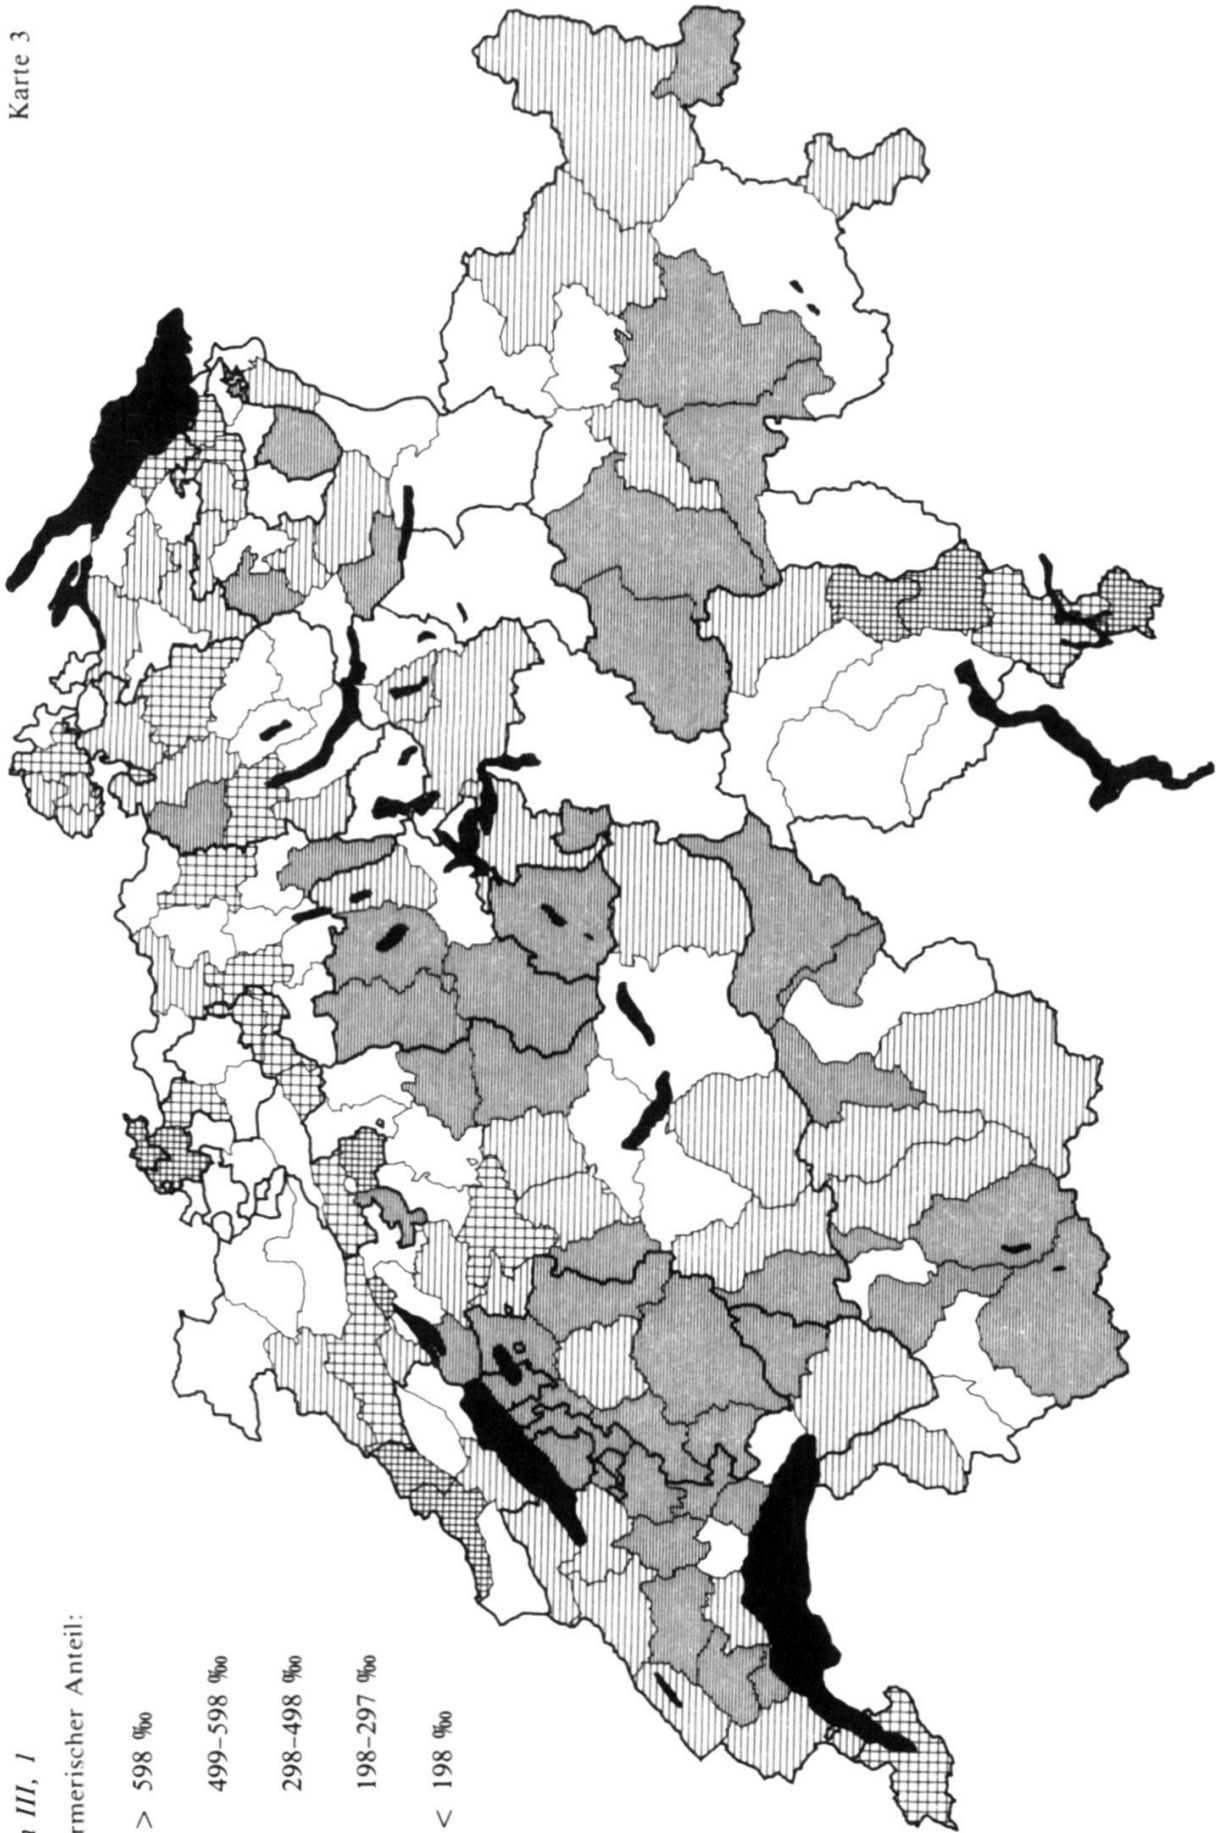 Karte 3
III, 1
rmerischer Anteil:
> 598 ‰
499–598 ‰
298–498 ‰
198–297 ‰
< 198 ‰